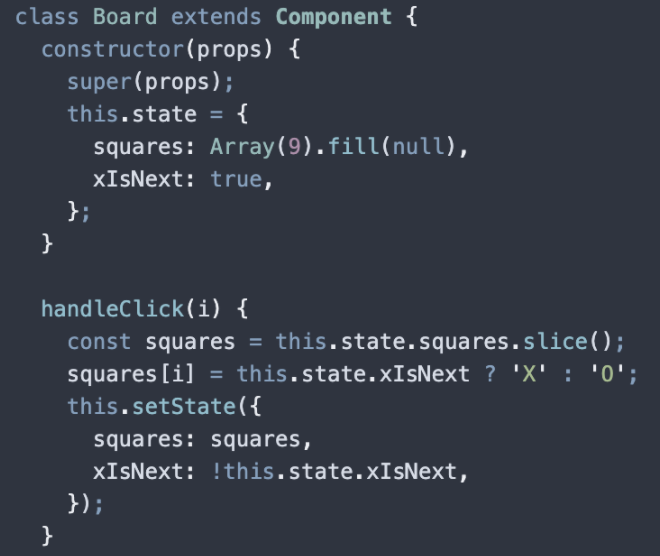 class Board extends Component {
  constructor(props) {
    super(props);
    this.state = {
      squares: Array(9).fill(null),
      xIsNext: true,
    };
  }

  handleClick(i) {
    const squares = this.state.squares.slice();
    squares[i] = this.state.xIsNext ? 'X' : 'O';
    this.setState({
      squares: squares,
      xIsNext: !this.state.xIsNext,
    });
  }